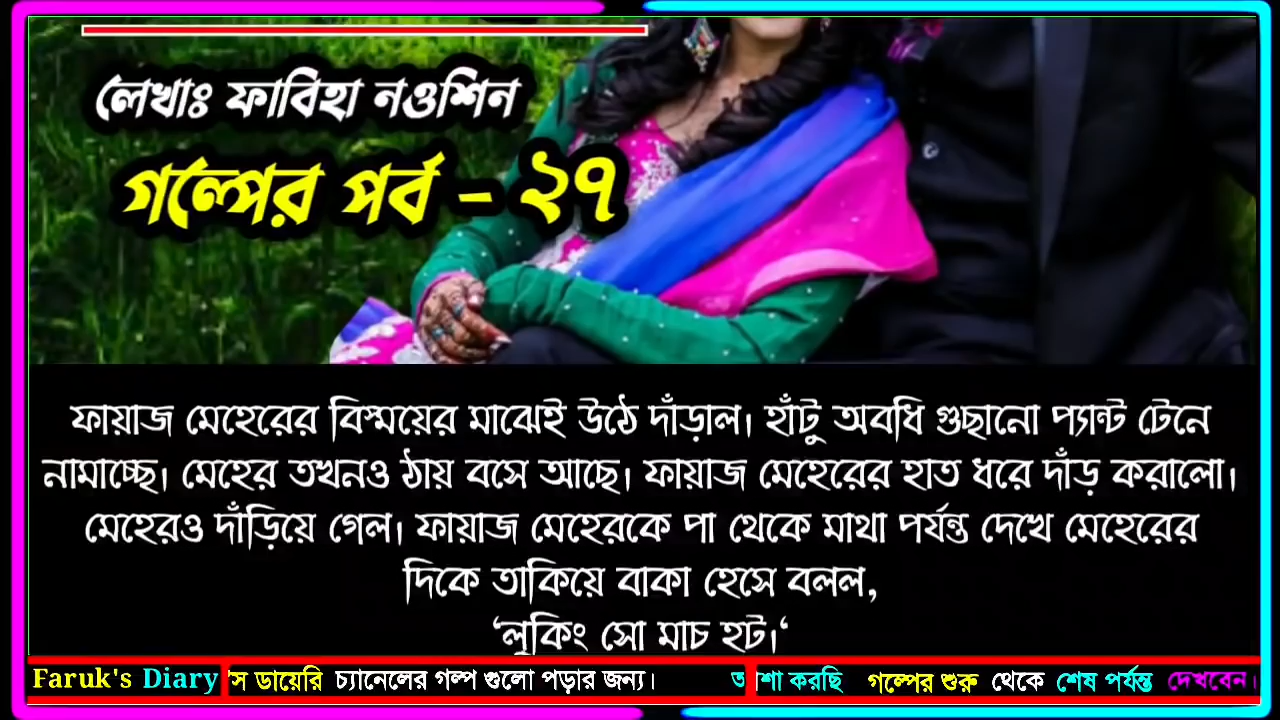 লেখাঃ ফাবিহা নওশিন
গল্পের পর্ব - ২৭
ফায়াজ মেহেরের বিস্ময়ের মাঝেই উঠে দাঁড়াল। হাঁটু অবধি গুছানো প্যান্ট টেনে
নামাচ্ছে। মেহের তখনও ঠায় বসে আছে। ফায়াজ মেহেরের হাত ধরে দাঁড় করালো।
মেহেরও দাঁড়িয়ে গেল। ফায়াজ মেহেরকে পা থেকে মাথা পর্যন্ত দেখে মেহেরের
দিকে তাকিয়ে বাকা হেসে বলল,
‘লুকিং সো মাচ হট।‘
Faruk's Diary 'স ডায়েরি চ্যানেলের গল্প গুলো পড়ার জন্য। আশা করছি গল্পের শুরু থেকে শেষ পর্যন্ত দেখবেন।